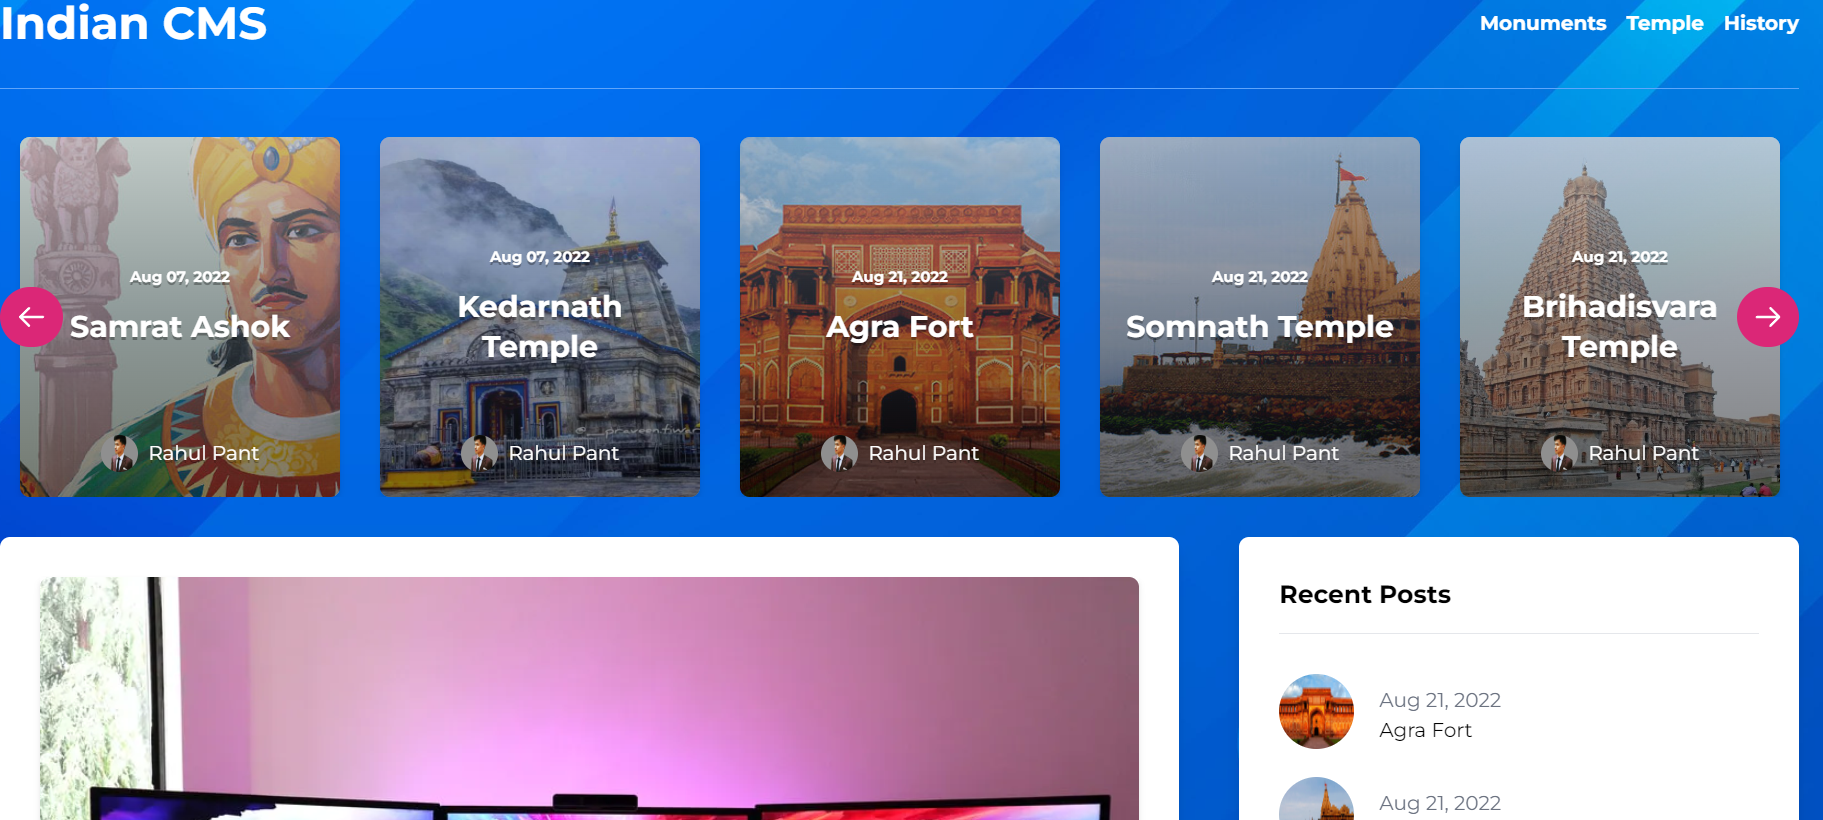 Indian CMS
Monuments Temple History
Aug 07, 2022
Samrat Ashok
Rahul Pant
Aug 07, 2022
Kedarnath
Temple
Rahul Pant
Aug 21, 2022
Agra Fort
Rahul Pant
Aug 21, 2022
Somnath Temple
Rahul Pant
Aug 21, 2022
Brihadisvara
Temple
Rahul Pant
Recent Posts
Aug 21, 2022
Agra Fort
Aug 21, 2022